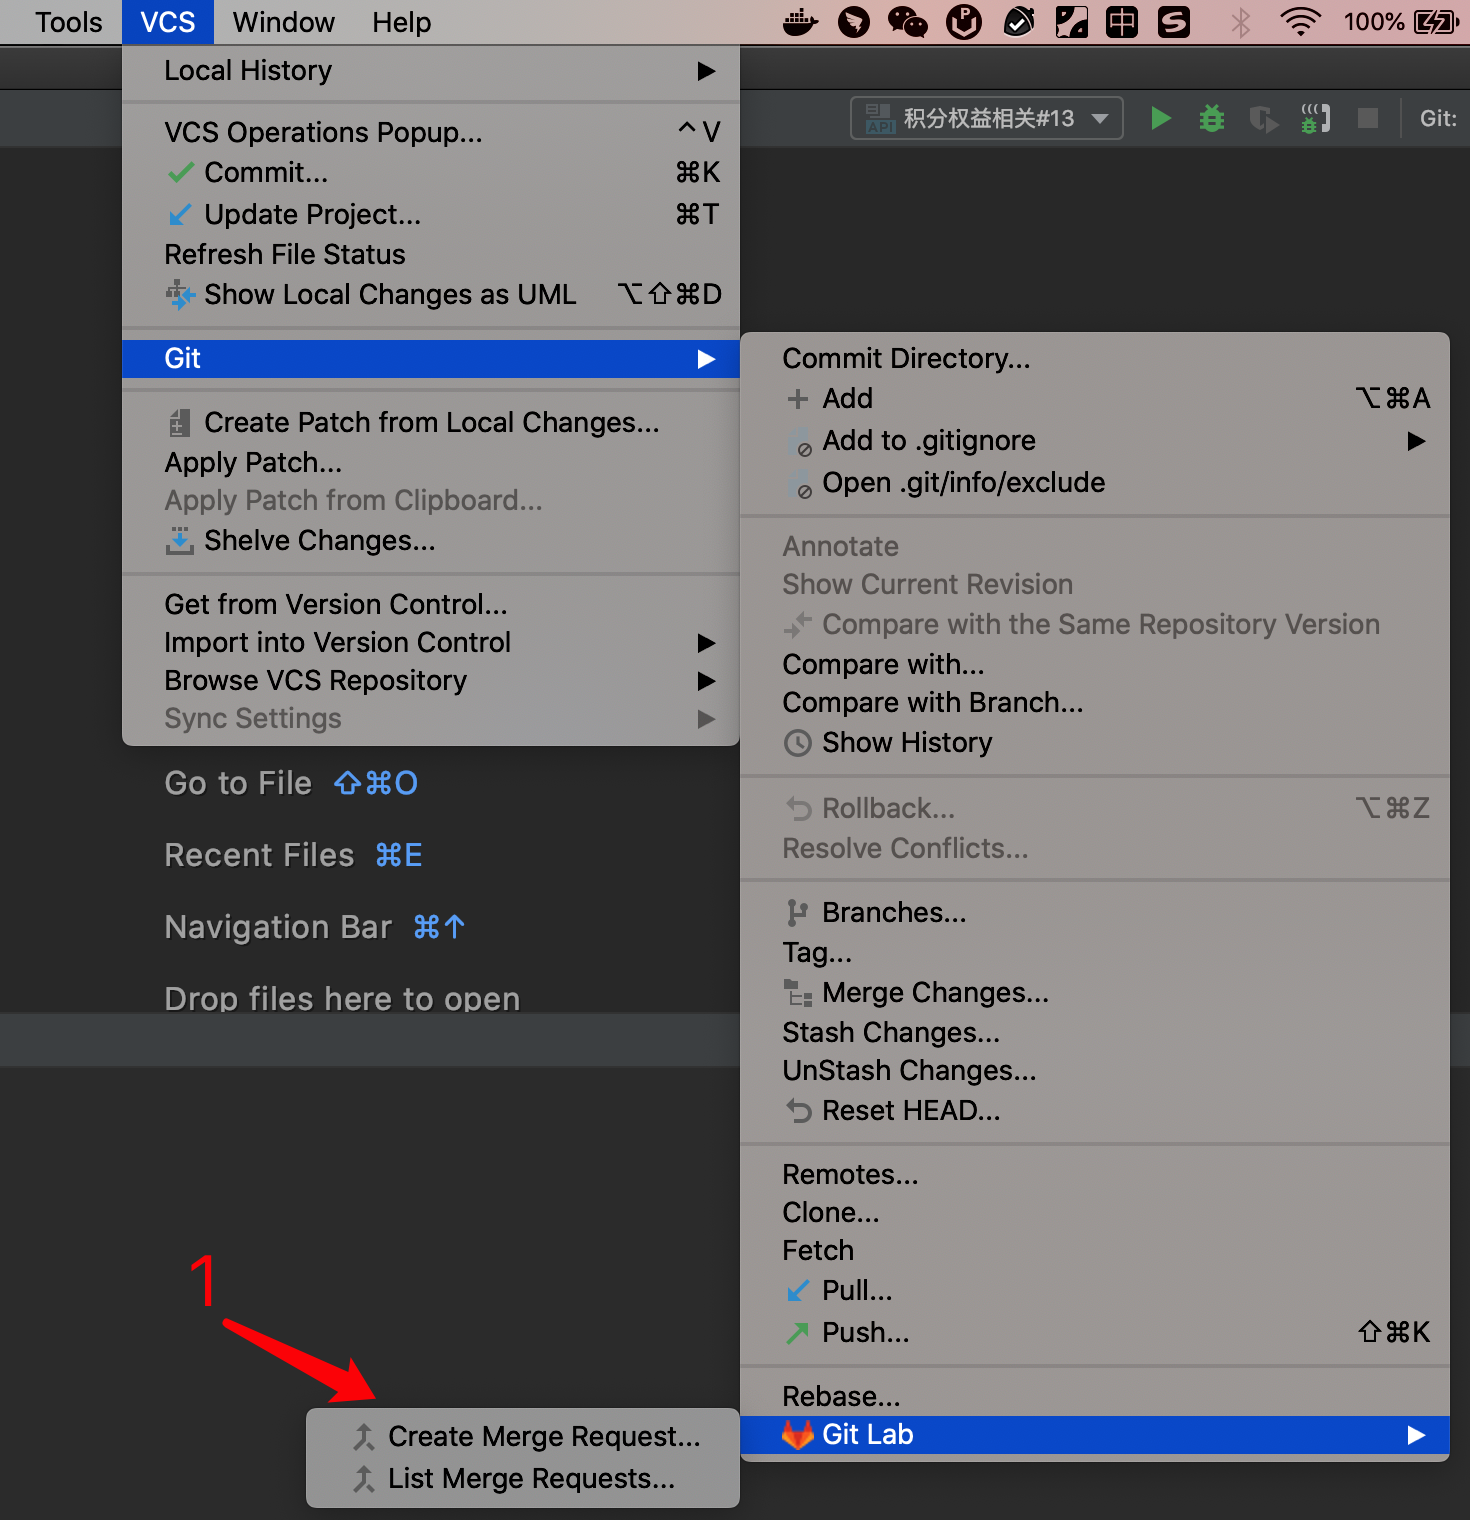 Tools VCS Window Help 中 S 100%
Local History
API 积分权益相关#13 Git:
VCS Operations Popup... ^V
Commit... ⌘K
Update Project... ⌘T
Refresh File Status
Show Local Changes as UML ⌥⇧⌘D
Git
Create Patch from Local Changes...
Apply Patch...
Apply Patch from Clipboard...
Shelve Changes...
Get from Version Control...
Import into Version Control
Browse VCS Repository
Sync Settings
Go to File ⇧⌘O
Recent Files ⌘E
Navigation Bar ⌘↑
Drop files here to open
Commit Directory...
Add ⌥⌘A
Add to .gitignore
Open .git/info/exclude
Annotate
Show Current Revision
Compare with the Same Repository Version
Compare with...
Compare with Branch...
Show History
Rollback... ⌥⌘Z
Resolve Conflicts...
Branches...
Tag...
Merge Changes...
Stash Changes...
UnStash Changes...
Reset HEAD...
Remotes...
Clone...
Fetch
Pull...
Push... ⇧⌘K
Rebase...
Git Lab
1
Create Merge Request...
List Merge Requests...